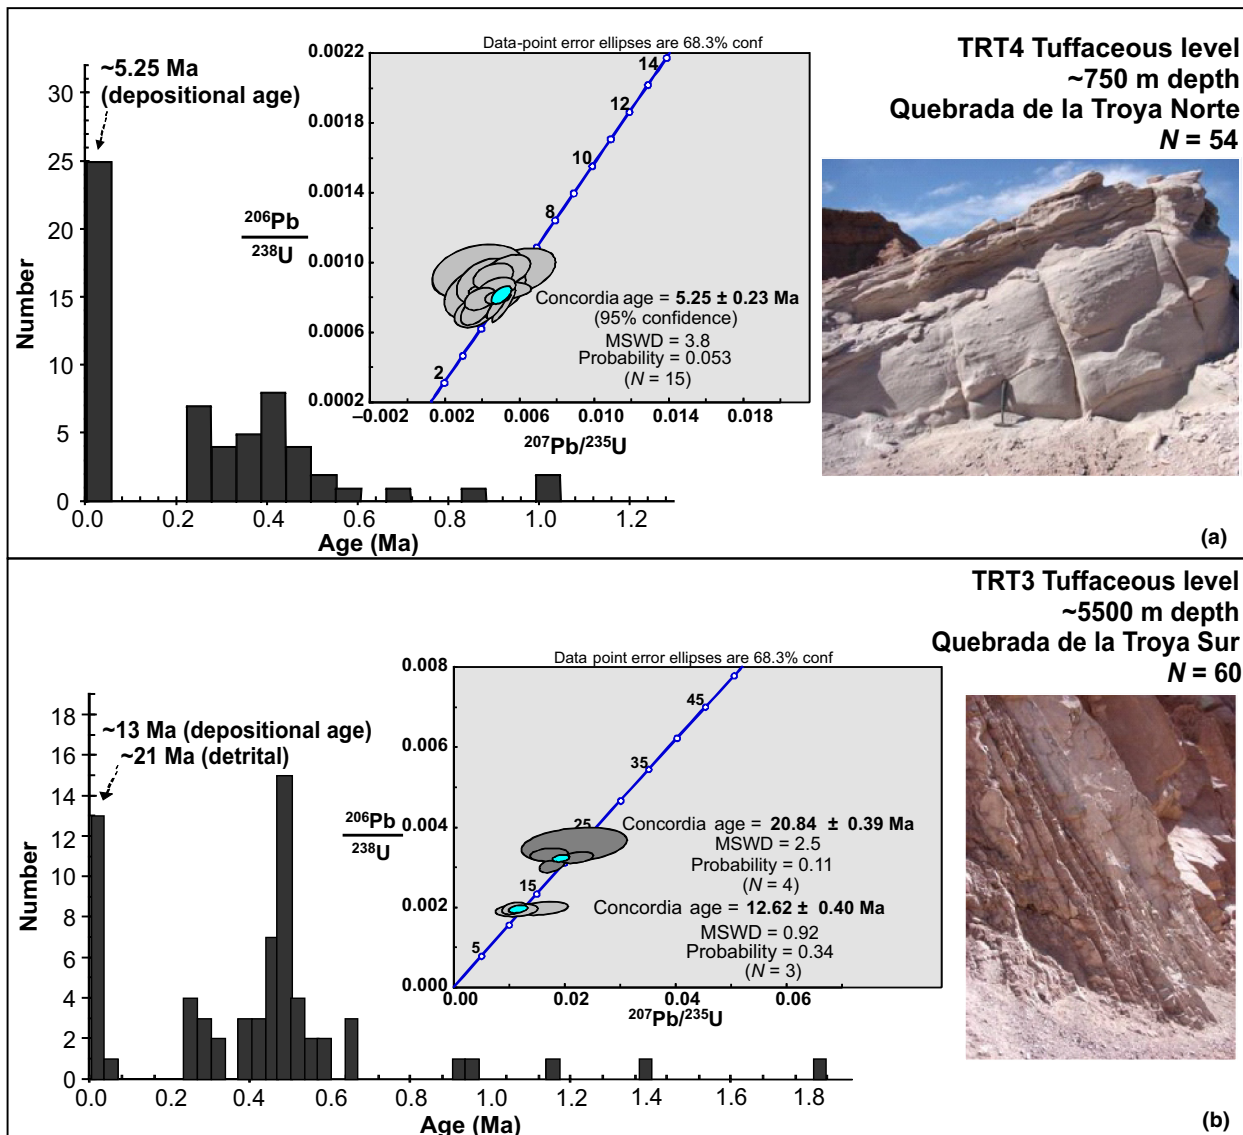 TRT4 Tuffaceous level
~750 m depth
Quebrada de la Troya Norte
N = 54
~5.25 Ma
(depositional age)
Number
30
25
20
15
10
5
0
0.0 0.2 0.4 0.6 0.8 1.0 1.2
Age (Ma)
Data-point error ellipses are 68.3% conf
206Pb
238U
0.0022
0.0018
0.0014
0.0010
0.0006
0.0002
−0.002 0.002 0.006 0.010 0.014 0.018
207Pb/235U
14
12
10
8
2
Concordia age = 5.25 ± 0.23 Ma
(95% confidence)
MSWD = 3.8
Probability = 0.053
(N = 15)
(a)
TRT3 Tuffaceous level
~5500 m depth
Quebrada de la Troya Sur
N = 60
~13 Ma (depositional age)
~21 Ma (detrital)
Number
18
16
14
12
10
8
6
4
2
0
0.0 0.2 0.4 0.6 0.8 1.0 1.2 1.4 1.6 1.8
Age (Ma)
Data point error ellipses are 68.3% conf
206Pb
238U
0.008
0.006
0.004
0.002
0.000
0.00 0.02 0.04 0.06
207Pb/235U
45
35
25
15
5
Concordia age = 20.84 ± 0.39 Ma
MSWD = 2.5
Probability = 0.11
(N = 4)
Concordia age = 12.62 ± 0.40 Ma
MSWD = 0.92
Probability = 0.34
(N = 3)
(b)